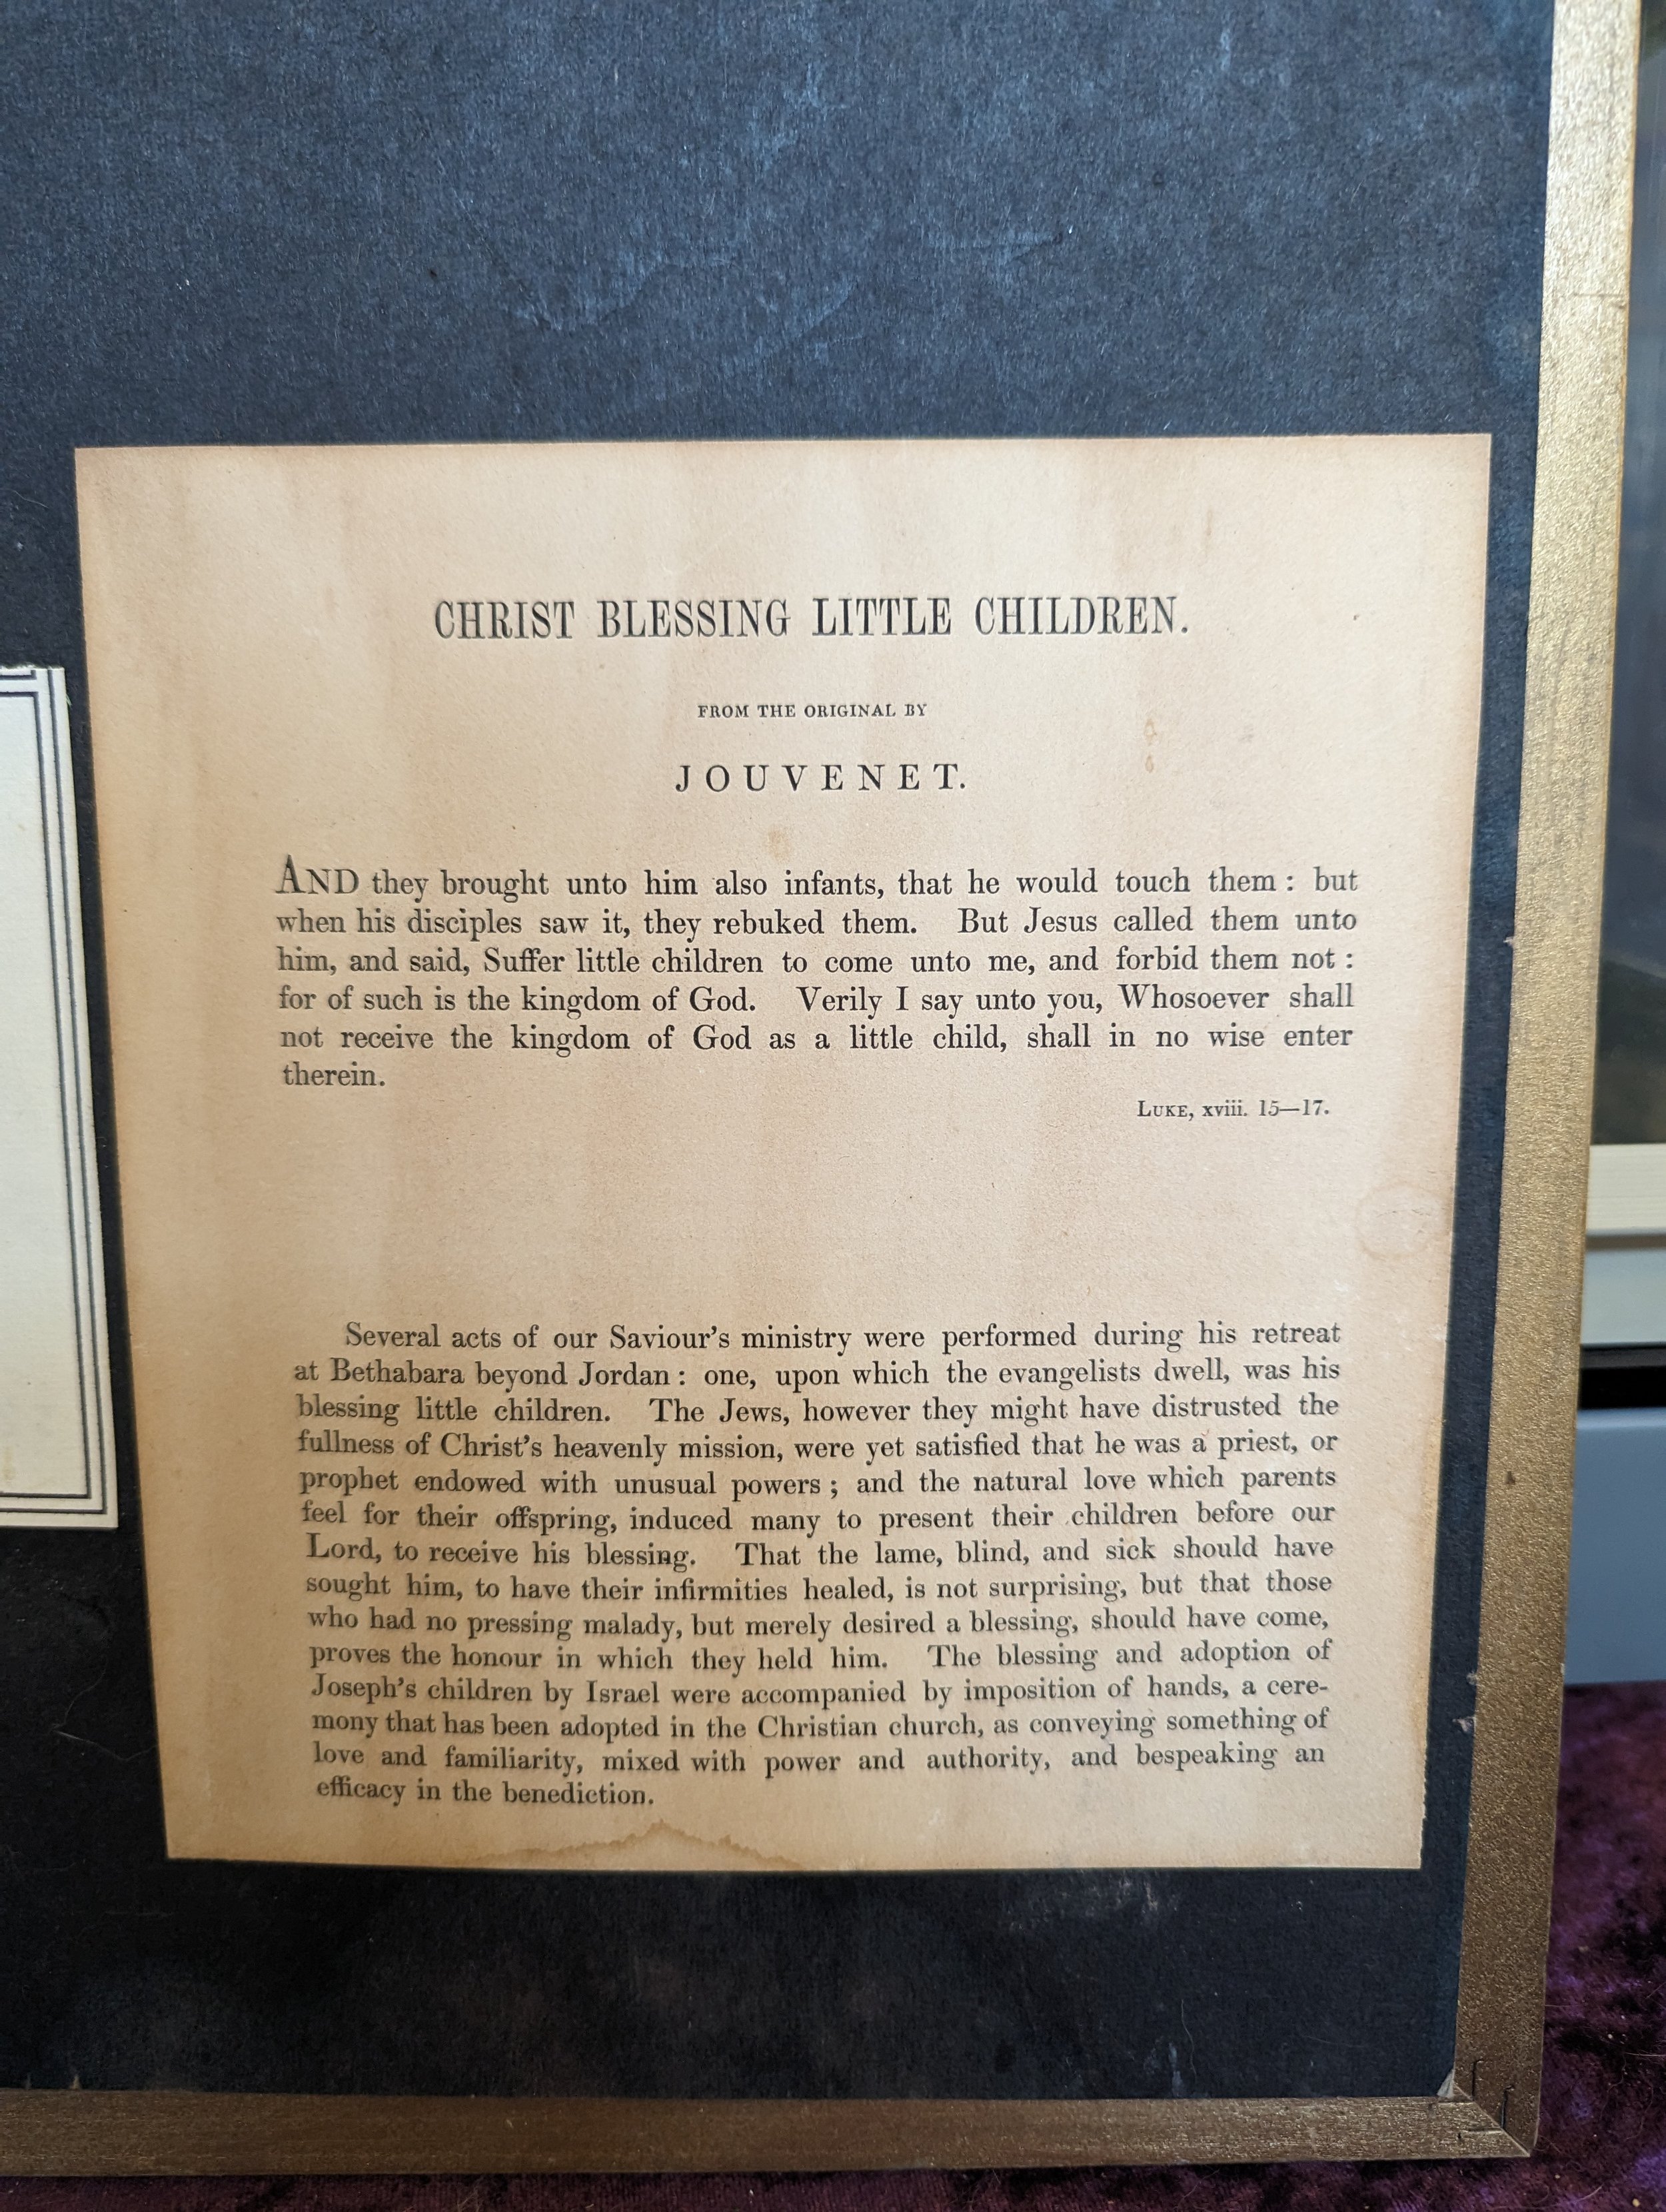 CHRIST BLESSING LITTLE CHILDREN.
FROM THE ORIGINAL BY
JOUVENET.
AND they brought unto him also infants, that he would touch them : but
when his disciples saw it, they rebuked them. But Jesus called them unto
him, and said, Suffer little children to come unto me, and forbid them not :
for of such is the kingdom of God. Verily I say unto you, Whosoever shall
not receive the kingdom of God as a little child, shall in no wise enter
therein.
LUKE, xviii. 15—17.
Several acts of our Saviour's ministry were performed during his retreat
at Bethabara beyond Jordan : one, upon which the evangelists dwell, was his
blessing little children. The Jews, however they might have distrusted the
fullness of Christ's heavenly mission, were yet satisfied that he was a priest, or
prophet endowed with unusual powers ; and the natural love which parents
feel for their offspring, induced many to present their children before our
Lord, to receive his blessing. That the lame, blind, and sick should have
sought him, to have their infirmities healed, is not surprising, but that those
who had no pressing malady, but merely desired a blessing, should have come,
proves the honour in which they held him. The blessing and adoption of
Joseph's children by Israel were accompanied by imposition of hands, a cere-
mony that has been adopted in the Christian church, as conveying something of
love and familiarity, mixed with power and authority, and bespeaking an
efficacy in the benediction.